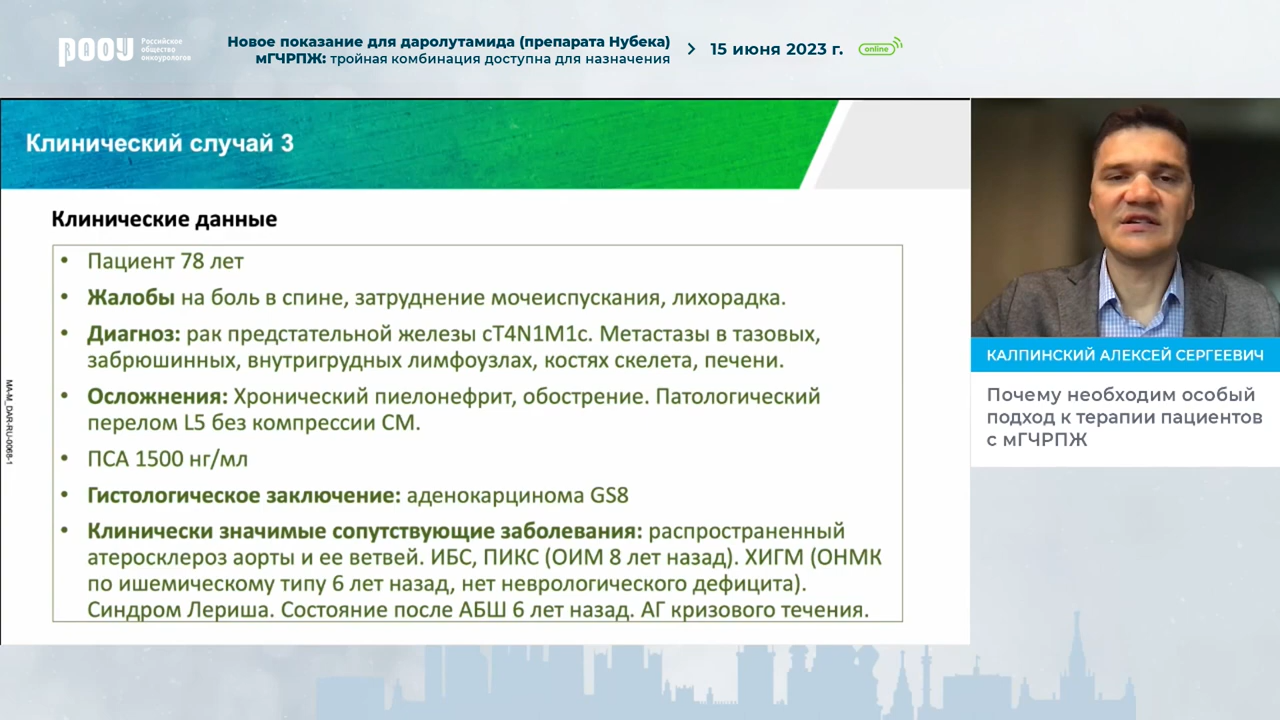 РООУ
Российское
общество
онкоурологов
Новое показание для даролутамида (препарата Нубека)
мГЧРПЖ: тройная комбинация доступна для назначения
15 июня 2023 г.
online
Клинический случай 3
Клинические данные
• Пациент 78 лет
• Жалобы на боль в спине, затруднение мочеиспускания, лихорадка.
• Диагноз: рак предстательной железы cT4N1M1c. Метастазы в тазовых,
забрюшинных, внутригрудных лимфоузлах, костях скелета, печени.
• Осложнения: Хронический пиелонефрит, обострение. Патологический
перелом L5 без компрессии СМ.
• ПСА 1500 нг/мл
• Гистологическое заключение: аденокарцинома GS8
• Клинически значимые сопутствующие заболевания: распространенный
атеросклероз аорты и ее ветвей. ИБС, ПИКС (ОИМ 8 лет назад). ХИГМ (ОНМК
по ишемическому типу 6 лет назад, нет неврологического дефицита).
Синдром Лериша. Состояние после АБШ 6 лет назад. АГ кризового течения.
MA-M_DAR-RU-0068-1
КАЛПИНСКИЙ АЛЕКСЕЙ СЕРГЕЕВИЧ
Почему необходим особый
подход к терапии пациентов
с мГЧРПЖ